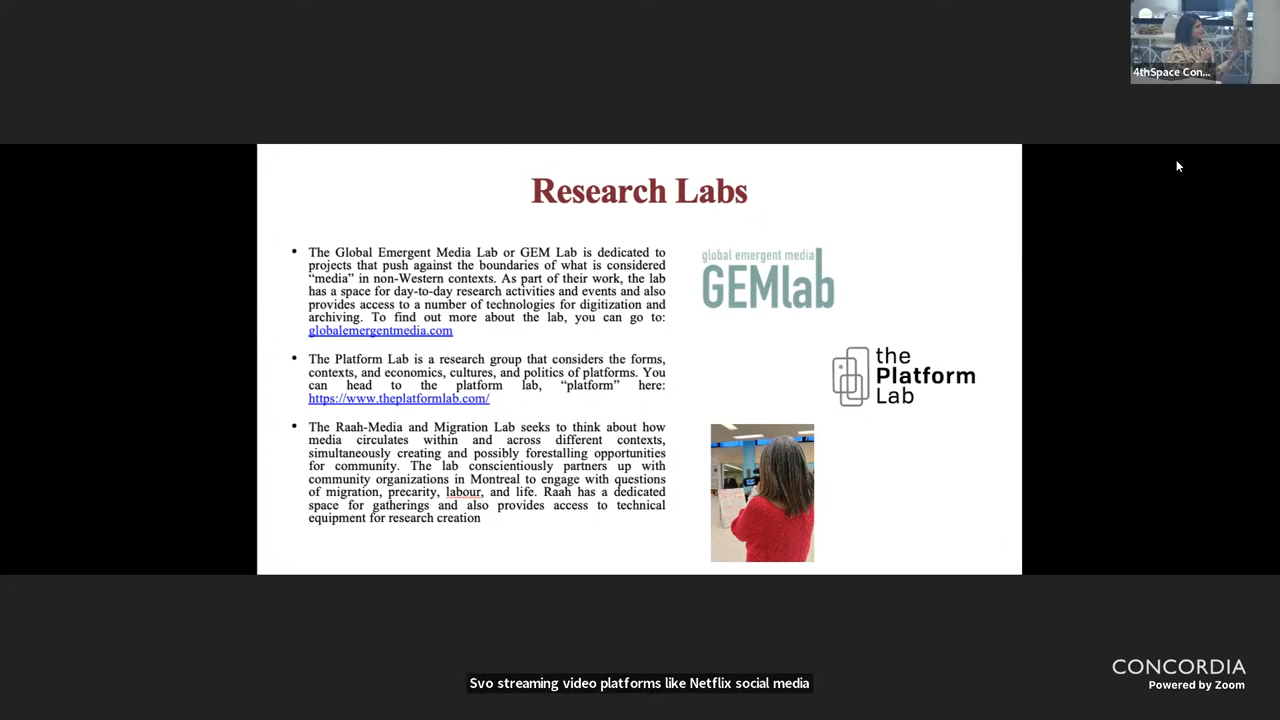 4thSpace Con...
Research Labs
• The Global Emergent Media Lab or GEM Lab is dedicated to
projects that push against the boundaries of what is considered
“media” in non-Western contexts. As part of their work, the lab
has a space for day-to-day research activities and events and also
provides access to a number of technologies for digitization and
archiving. To find out more about the lab, you can go to:
globalemergentmedia.com
• The Platform Lab is a research group that considers the forms,
contexts, and economics, cultures, and politics of platforms. You
can head to the platform lab, “platform” here:
https://www.theplatformlab.com/
• The Raah-Media and Migration Lab seeks to think about how
media circulates within and across different contexts,
simultaneously creating and possibly forestalling opportunities
for community. The lab conscientiously partners up with
community organizations in Montreal to engage with questions
of migration, precarity, labour, and life. Raah has a dedicated
space for gatherings and also provides access to technical
equipment for research creation
global emergent media
GEMlab
the
Platform
Lab
Svo streaming video platforms like Netflix social media
CONCORDIA
Powered by Zoom